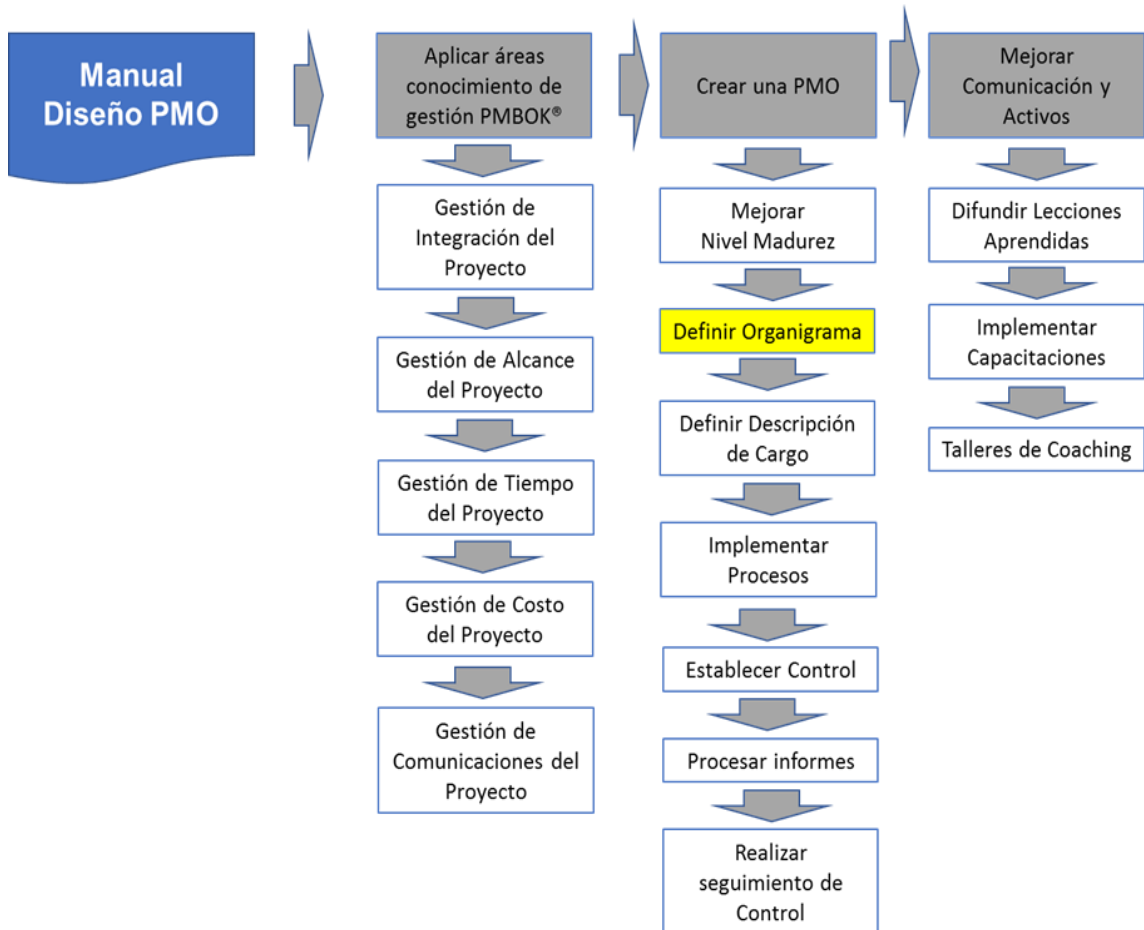 Manual
Diseño PMO
Aplicar áreas
conocimiento de
gestión PMBOK®
Gestión de
Integración del
Proyecto
Gestión de Alcance
del Proyecto
Gestión de Tiempo
del Proyecto
Gestión de Costo
del Proyecto
Gestión de
Comunicaciones del
Proyecto
Crear una PMO
Mejorar
Nivel Madurez
Definir Organigrama
Definir Descripción
de Cargo
Implementar
Procesos
Establecer Control
Procesar informes
Realizar
seguimiento de
Control
Mejorar
Comunicación y
Activos
Difundir Lecciones
Aprendidas
Implementar
Capacitaciones
Talleres de Coaching